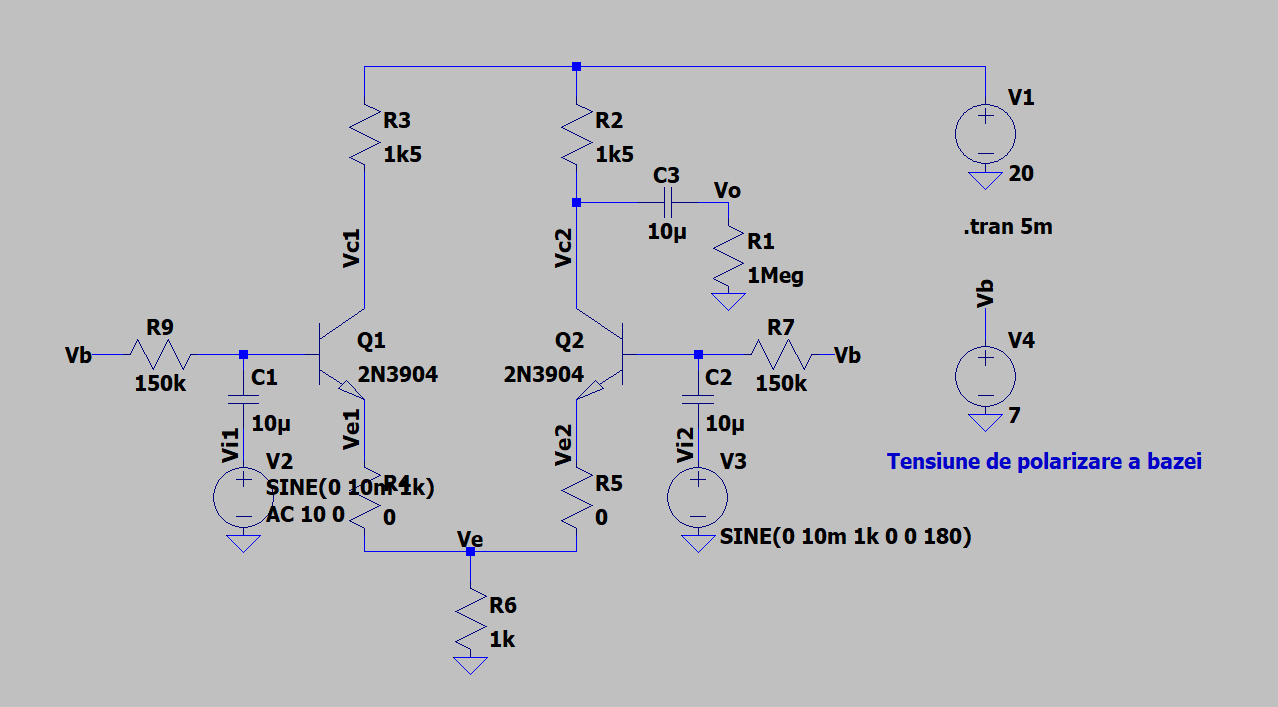 V1
20
R3
1k5
R2
1k5
C3
10µ
Vo
R1
1Meg
.tran 5m
Vc1
Vc2
Vb
R9
150k
Q1
2N3904
Q2
2N3904
R7
150k
Vb
Vb
V4
7
C1
10µ
C2
10µ
Vi1
Ve1
Ve2
Vi2
V2
SINE(0 10m 1k)
AC 10 0
R4
0
R5
0
V3
SINE(0 10m 1k 0 0 180)
Tensiune de polarizare a bazei
Ve
R6
1k